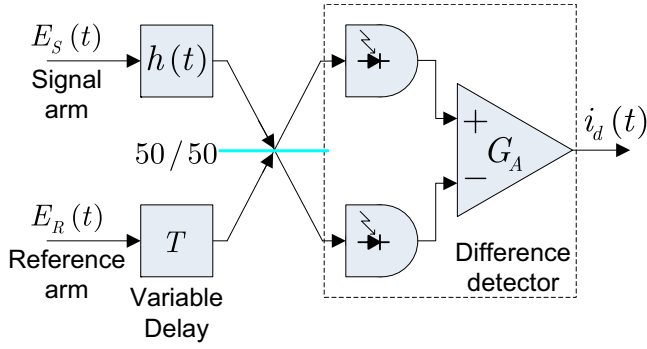 E_S(t)
Signal
arm
h(t)
50/50
E_R(t)
Reference
arm
T
Variable
Delay
+
−
G_A
i_d(t)
Difference
detector